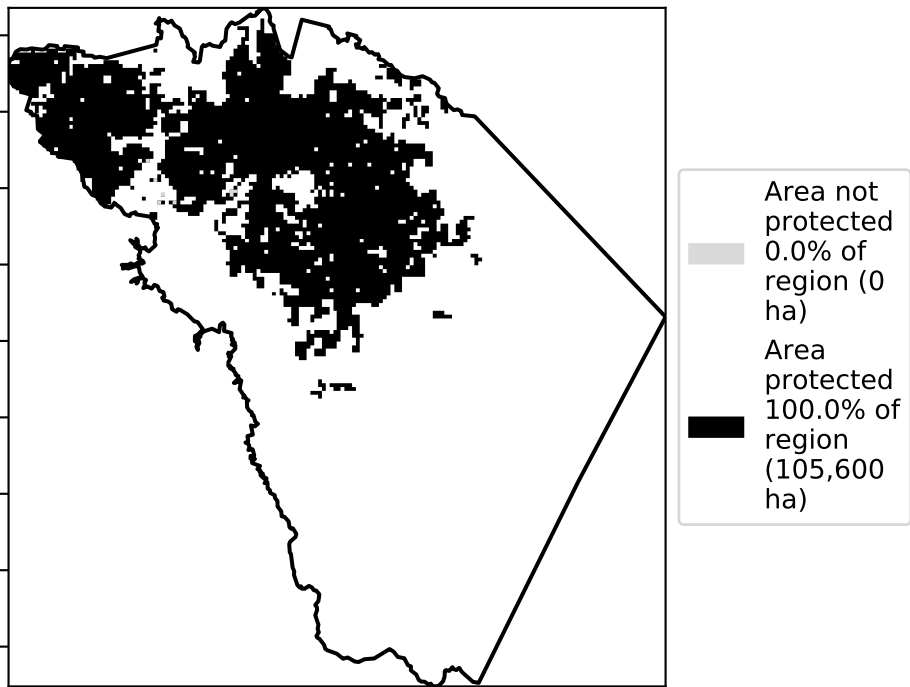 Area not
protected
0.0% of
region (0
ha)
Area
protected
100.0% of
region
(105,600
ha)